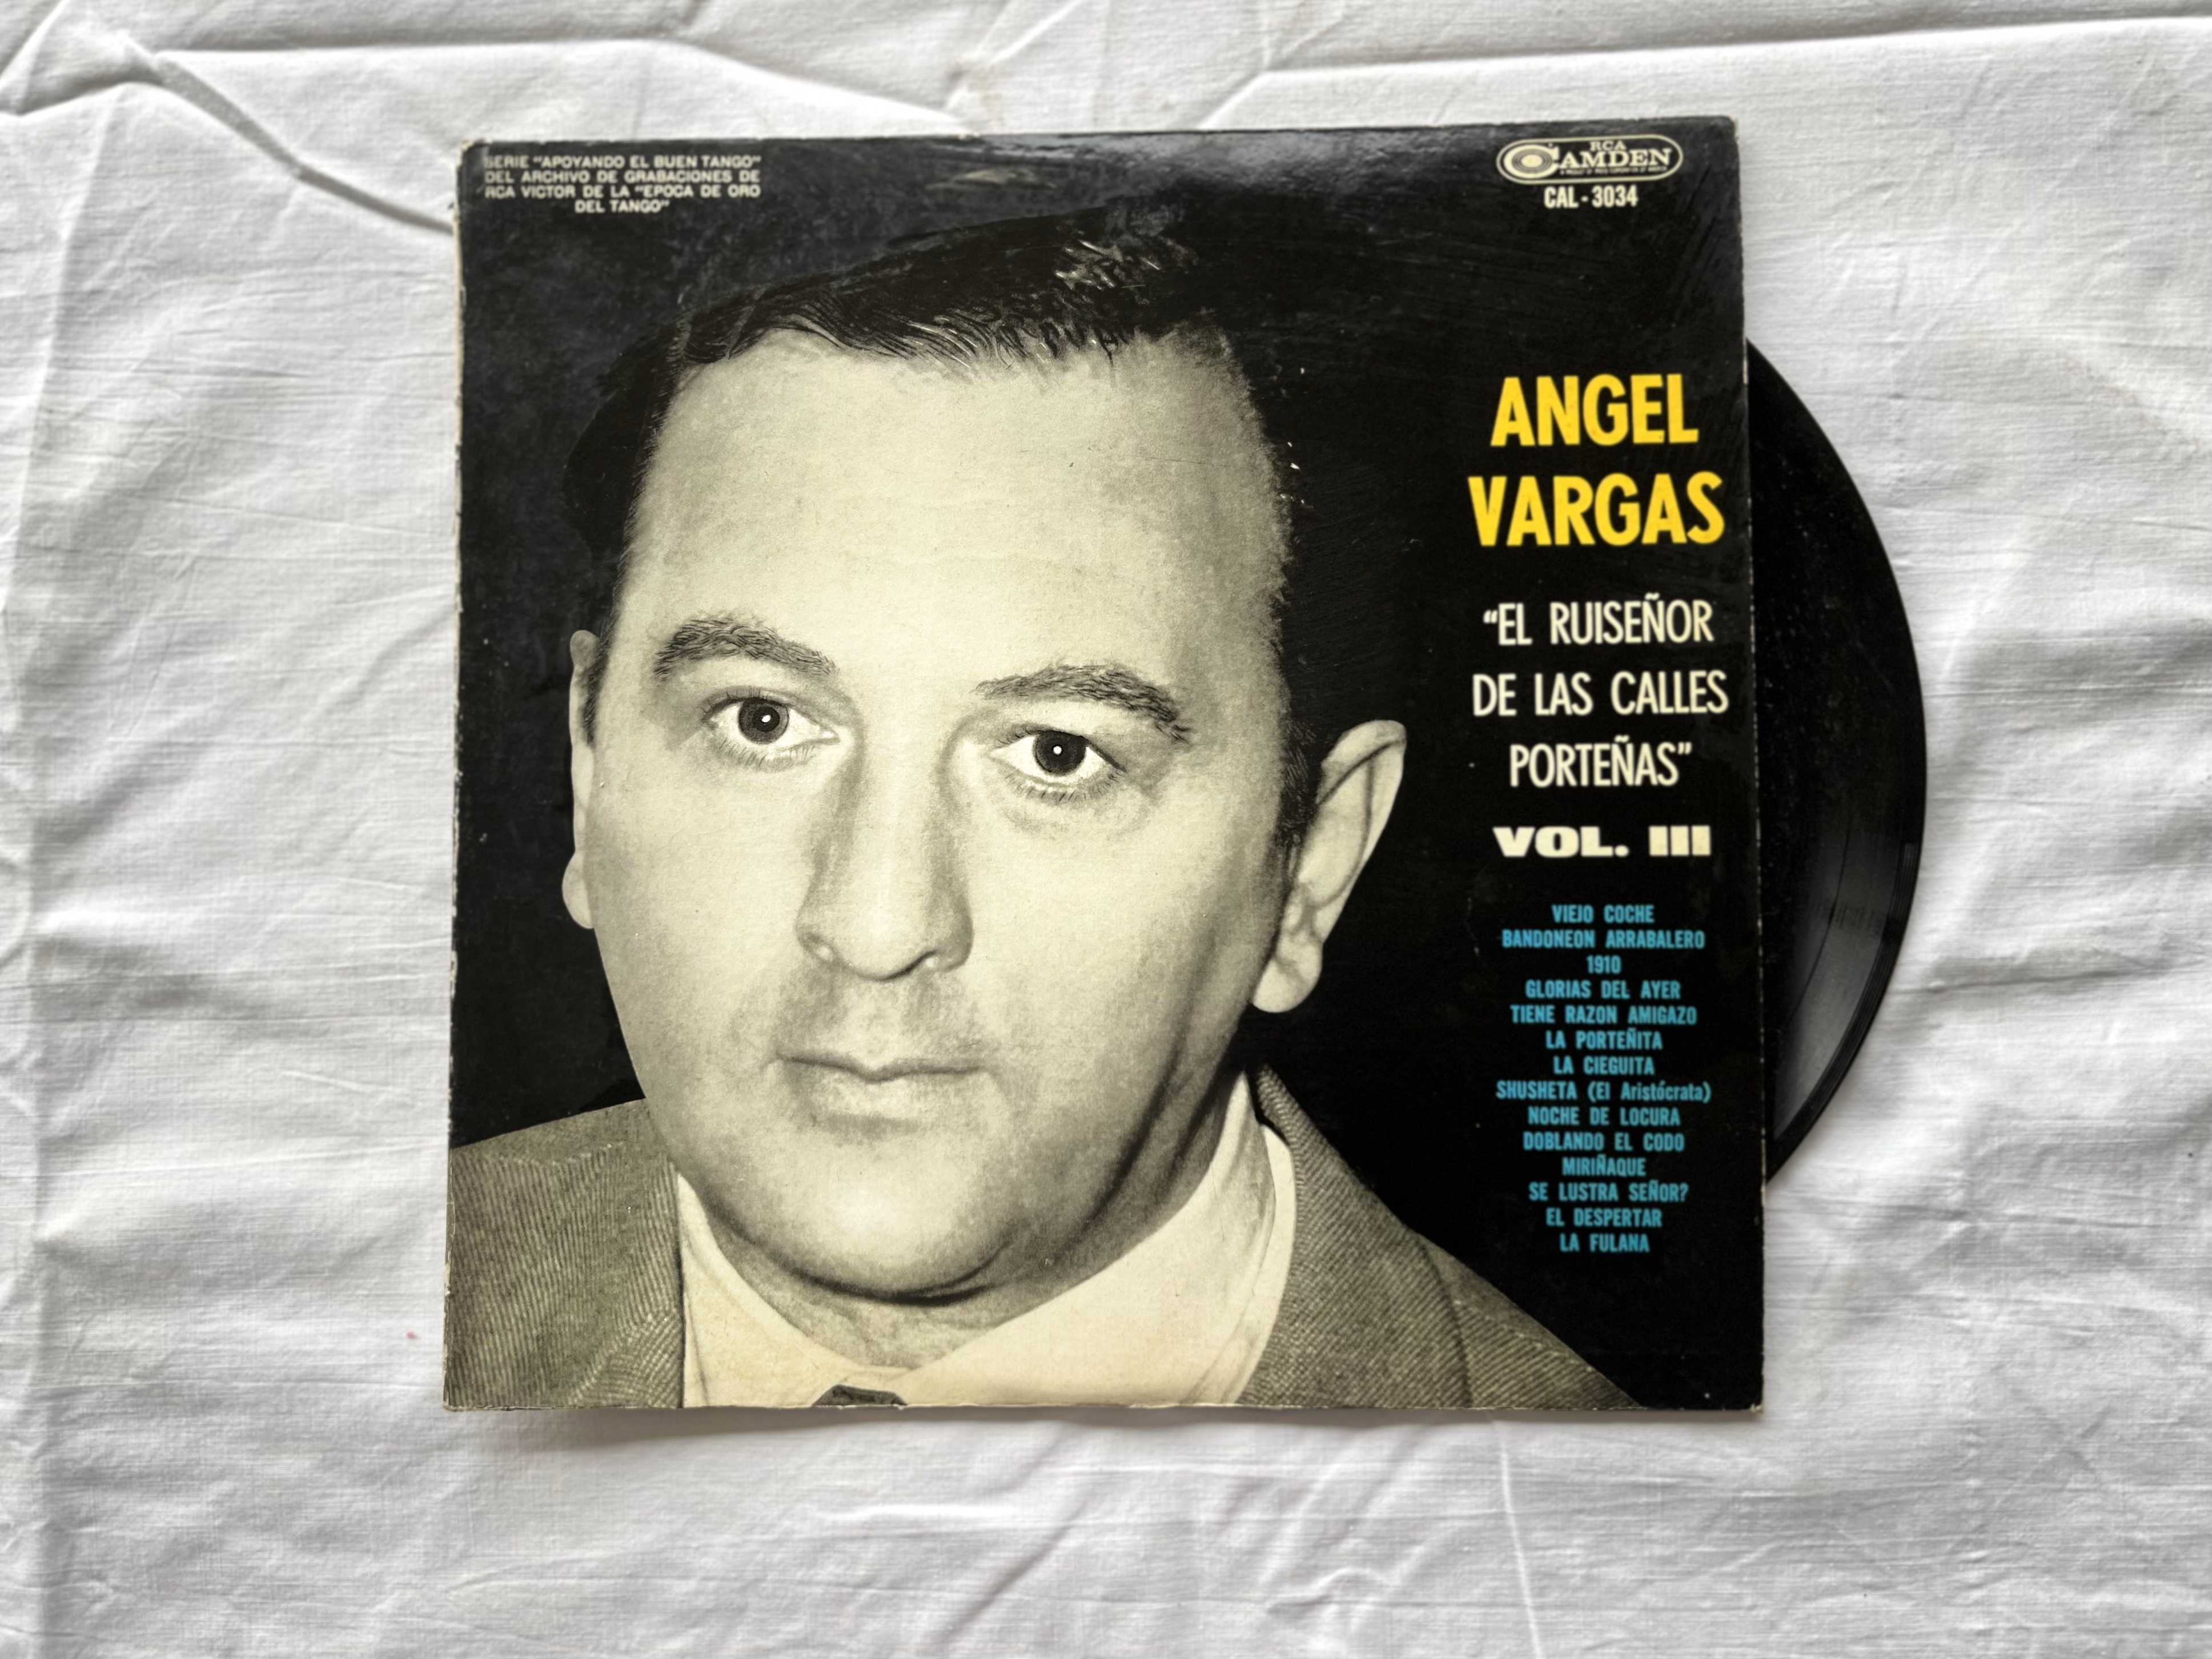 SERIE "APOYANDO EL BUEN TANGO"
DEL ARCHIVO DE GRABACIONES DE
RCA VICTOR DE LA "EPOCA DE ORO
DEL TANGO"
RCA
CAMDEN
CAL-3034
ANGEL
VARGAS
"EL RUISEÑOR
DE LAS CALLES
PORTEÑAS"
VOL. III
VIEJO COCHE
BANDONEON ARRABALERO
1910
GLORIAS DEL AYER
TIENE RAZON AMIGAZO
LA PORTEÑITA
LA CIEGUITA
SHUSHETA (El Aristócrata)
NOCHE DE LOCURA
DOBLANDO EL CODO
MIRIÑAQUE
SE LUSTRA SEÑOR?
EL DESPERTAR
LA FULANA